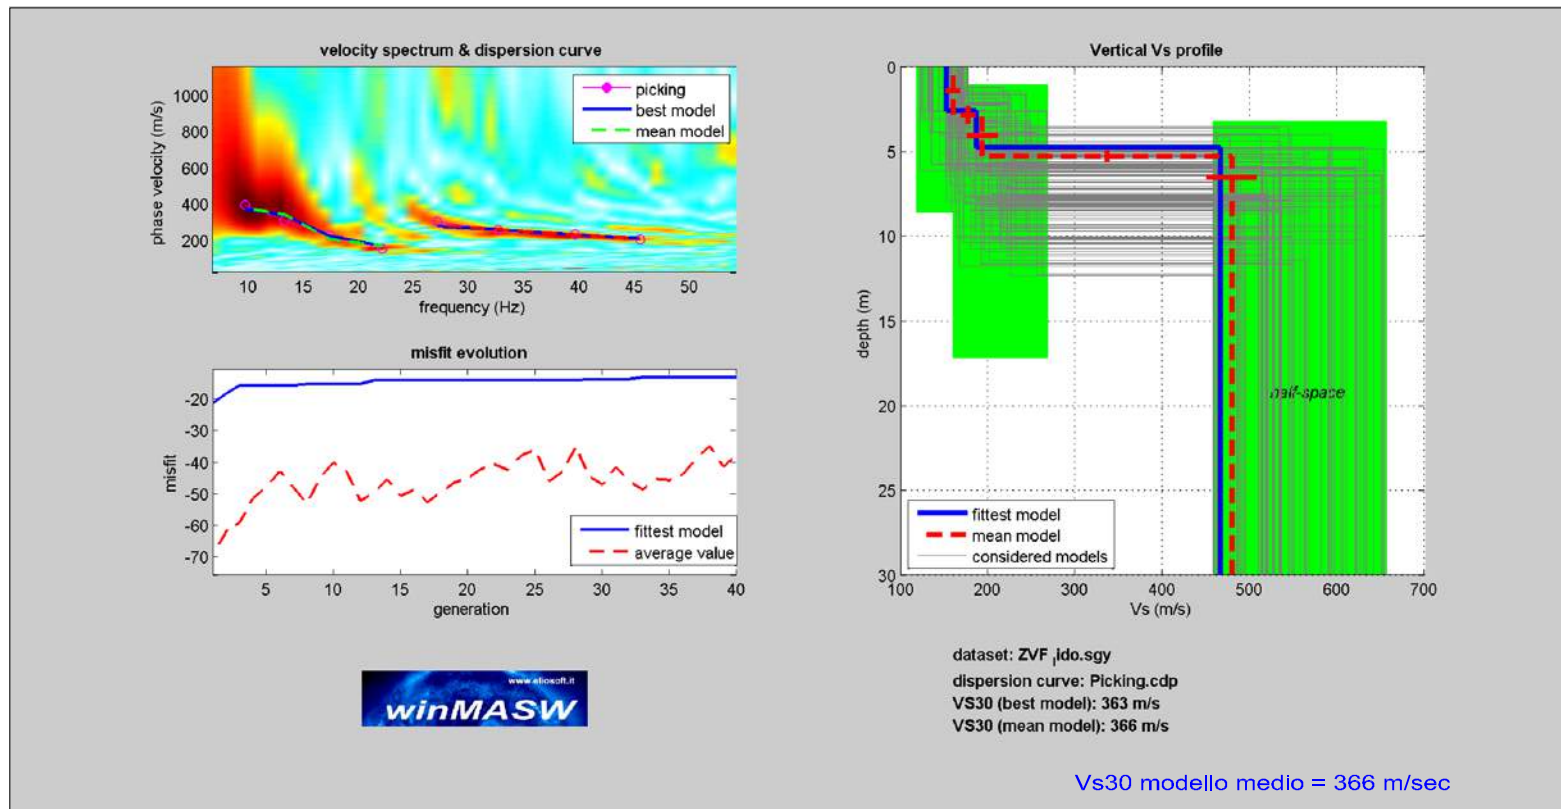 velocity spectrum & dispersion curve
1000
800
600
400
200
phase velocity (m/s)
picking
best model
mean model
10 15 20 25 30 35 40 45 50
frequency (Hz)
misfit evolution
-20
-30
-40
-50
-60
-70
misfit
fittest model
average value
5 10 15 20 25 30 35 40
generation
www.eliosoft.it
winMASW
Vertical Vs profile
0
5
10
15
20
25
30
depth (m)
half-space
fittest model
mean model
considered models
100 200 300 400 500 600 700
Vs (m/s)
dataset: ZVF_lido.sgy
dispersion curve: Picking.cdp
VS30 (best model): 363 m/s
VS30 (mean model): 366 m/s
Vs30 modello medio = 366 m/sec